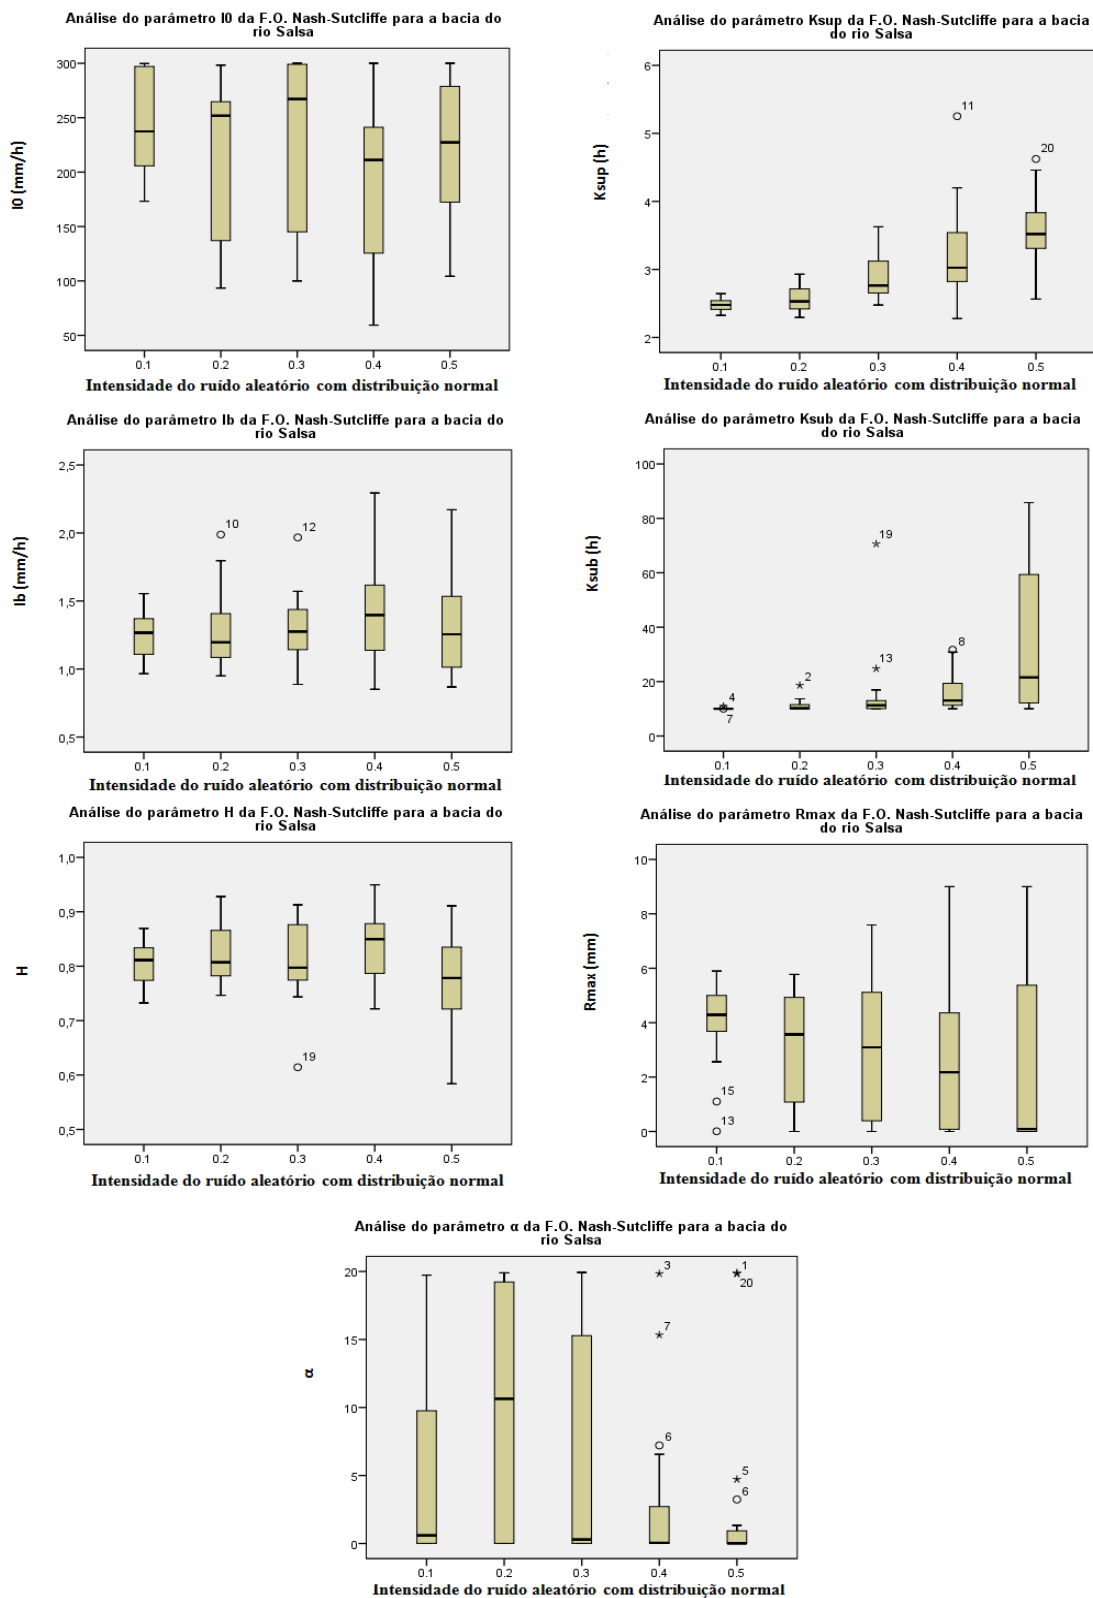 Análise do parâmetro I0 da F.O. Nash-Sutcliffe para a bacia do
rio Salsa
I0 (mm/h)
300
250
200
150
100
50
0.1 0.2 0.3 0.4 0.5
Intensidade do ruído aleatório com distribuição normal
Análise do parâmetro Ksup da F.O. Nash-Sutcliffe para a bacia
do rio Salsa
Ksup (h)
6
5
4
3
2
11
20
0.1 0.2 0.3 0.4 0.5
Intensidade do ruído aleatório com distribuição normal
Análise do parâmetro Ib da F.O. Nash-Sutcliffe para a bacia do
rio Salsa
Ib (mm/h)
2,5
2,0
1,5
1,0
0,5
10
12
0.1 0.2 0.3 0.4 0.5
Intensidade do ruído aleatório com distribuição normal
Análise do parâmetro Ksub da F.O. Nash-Sutcliffe para a bacia
do rio Salsa
Ksub (h)
100
80
60
40
20
0
4
7
2
19
13
8
0.1 0.2 0.3 0.4 0.5
Intensidade do ruído aleatório com distribuição normal
Análise do parâmetro H da F.O. Nash-Sutcliffe para a bacia do
rio Salsa
H
1,0
0,9
0,8
0,7
0,6
0,5
19
0.1 0.2 0.3 0.4 0.5
Intensidade do ruído aleatório com distribuição normal
Análise do parâmetro Rmax da F.O. Nash-Sutcliffe para a bacia
do rio Salsa
Rmax (mm)
10
8
6
4
2
0
15
13
0.1 0.2 0.3 0.4 0.5
Intensidade do ruído aleatório com distribuição normal
Análise do parâmetro α da F.O. Nash-Sutcliffe para a bacia do
rio Salsa
α
20
15
10
5
0
3
7
6
1
20
5
6
0.1 0.2 0.3 0.4 0.5
Intensidade do ruído aleatório com distribuição normal